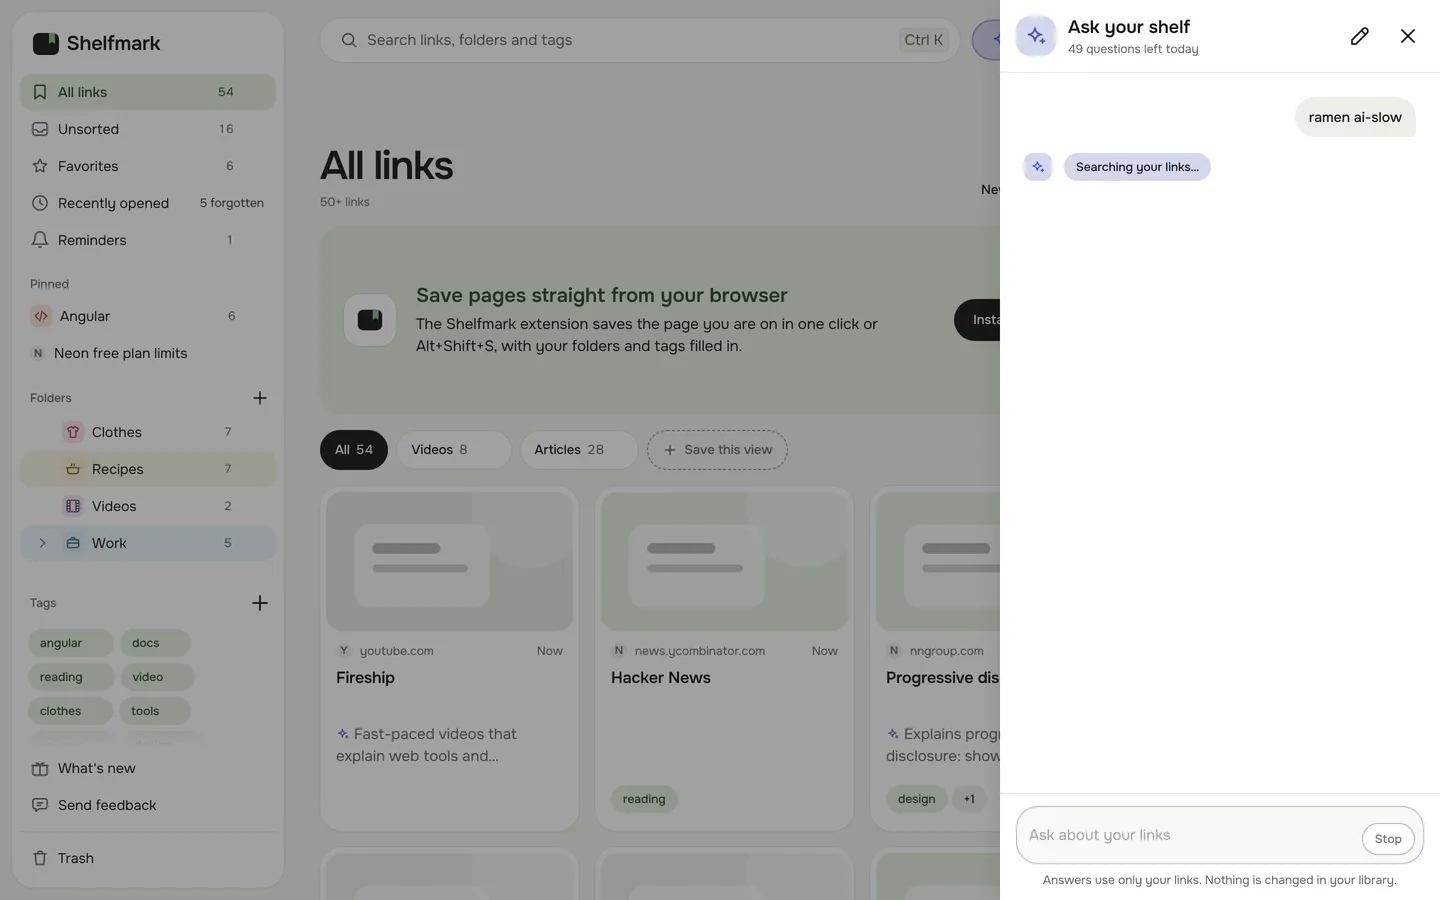 Shelfmark
All links 54
Unsorted 16
Favorites 6
Recently opened 5 forgotten
Reminders 1
Pinned
Angular 6
N Neon free plan limits
Folders
Clothes 7
Recipes 7
Videos 2
Work 5
Tags
angular docs
reading video
clothes tools
What's new
Send feedback
Trash
Search links, folders and tags Ctrl K
All links
50+ links
Save pages straight from your browser
The Shelfmark extension saves the page you are on in one click or
Alt+Shift+S, with your folders and tags filled in.
All 54 Videos 8 Articles 28 + Save this view
Y youtube.com Now
Fireship
Fast-paced videos that
explain web tools and...
N news.ycombinator.com Now
Hacker News
reading
N nngroup.com
Progressive dis
Explains prog
disclosure: show
design +1
Ask your shelf
49 questions left today
ramen ai-slow
Searching your links...
Ask about your links
Stop
Answers use only your links. Nothing is changed in your library.